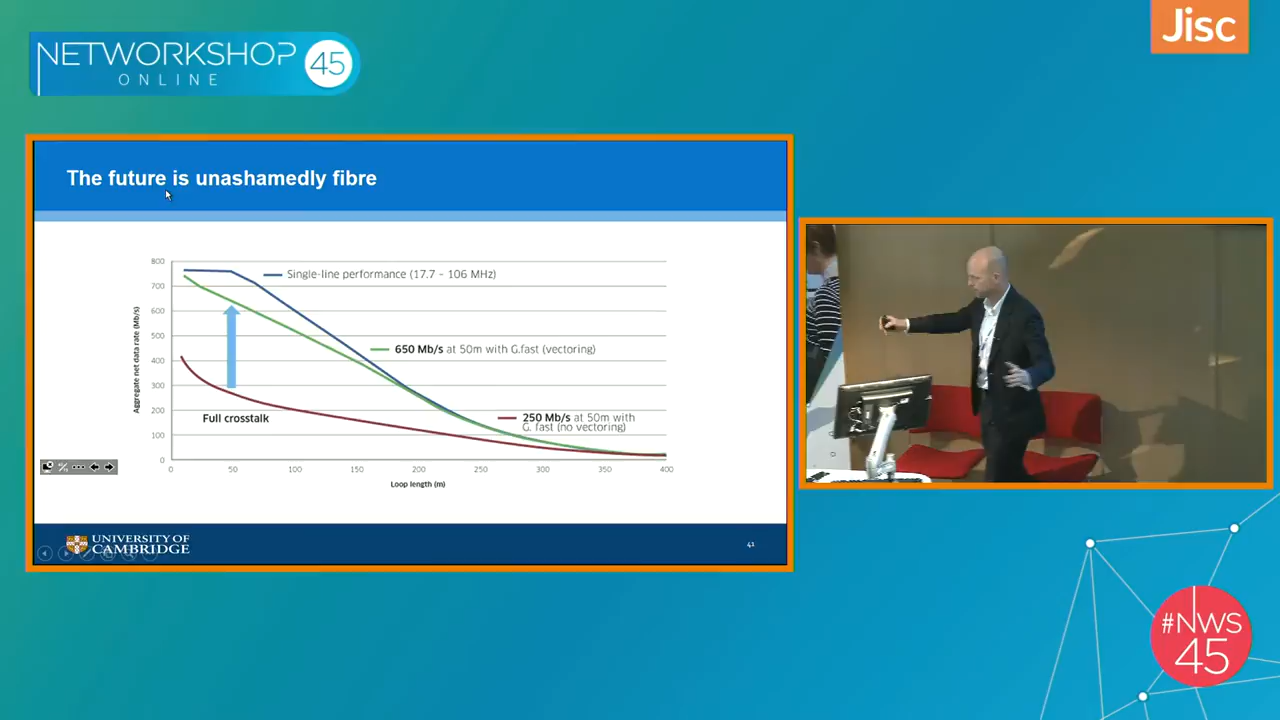 NETWORKSHOP
ONLINE
45
Jisc
The future is unashamedly fibre
Aggregate net data rate (Mb/s)
800
700
600
500
400
300
200
100
0
Single-line performance (17.7 – 106 MHz)
650 Mb/s at 50m with G.fast (vectoring)
250 Mb/s at 50m with
G. fast (no vectoring)
Full crosstalk
0 50 100 150 200 250 300 350 400
Loop length (m)
UNIVERSITY OF
CAMBRIDGE
41
#NWS
45